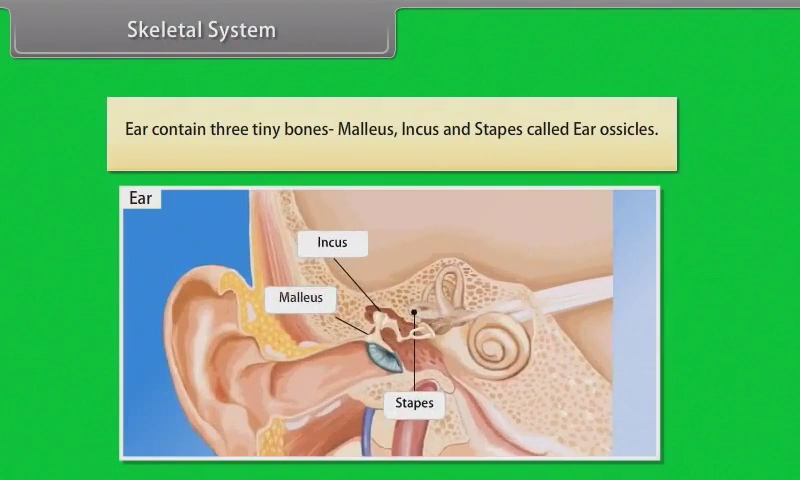 Skeletal System
Ear contain three tiny bones- Malleus, Incus and Stapes called Ear ossicles.
Ear
Incus
Malleus
Stapes